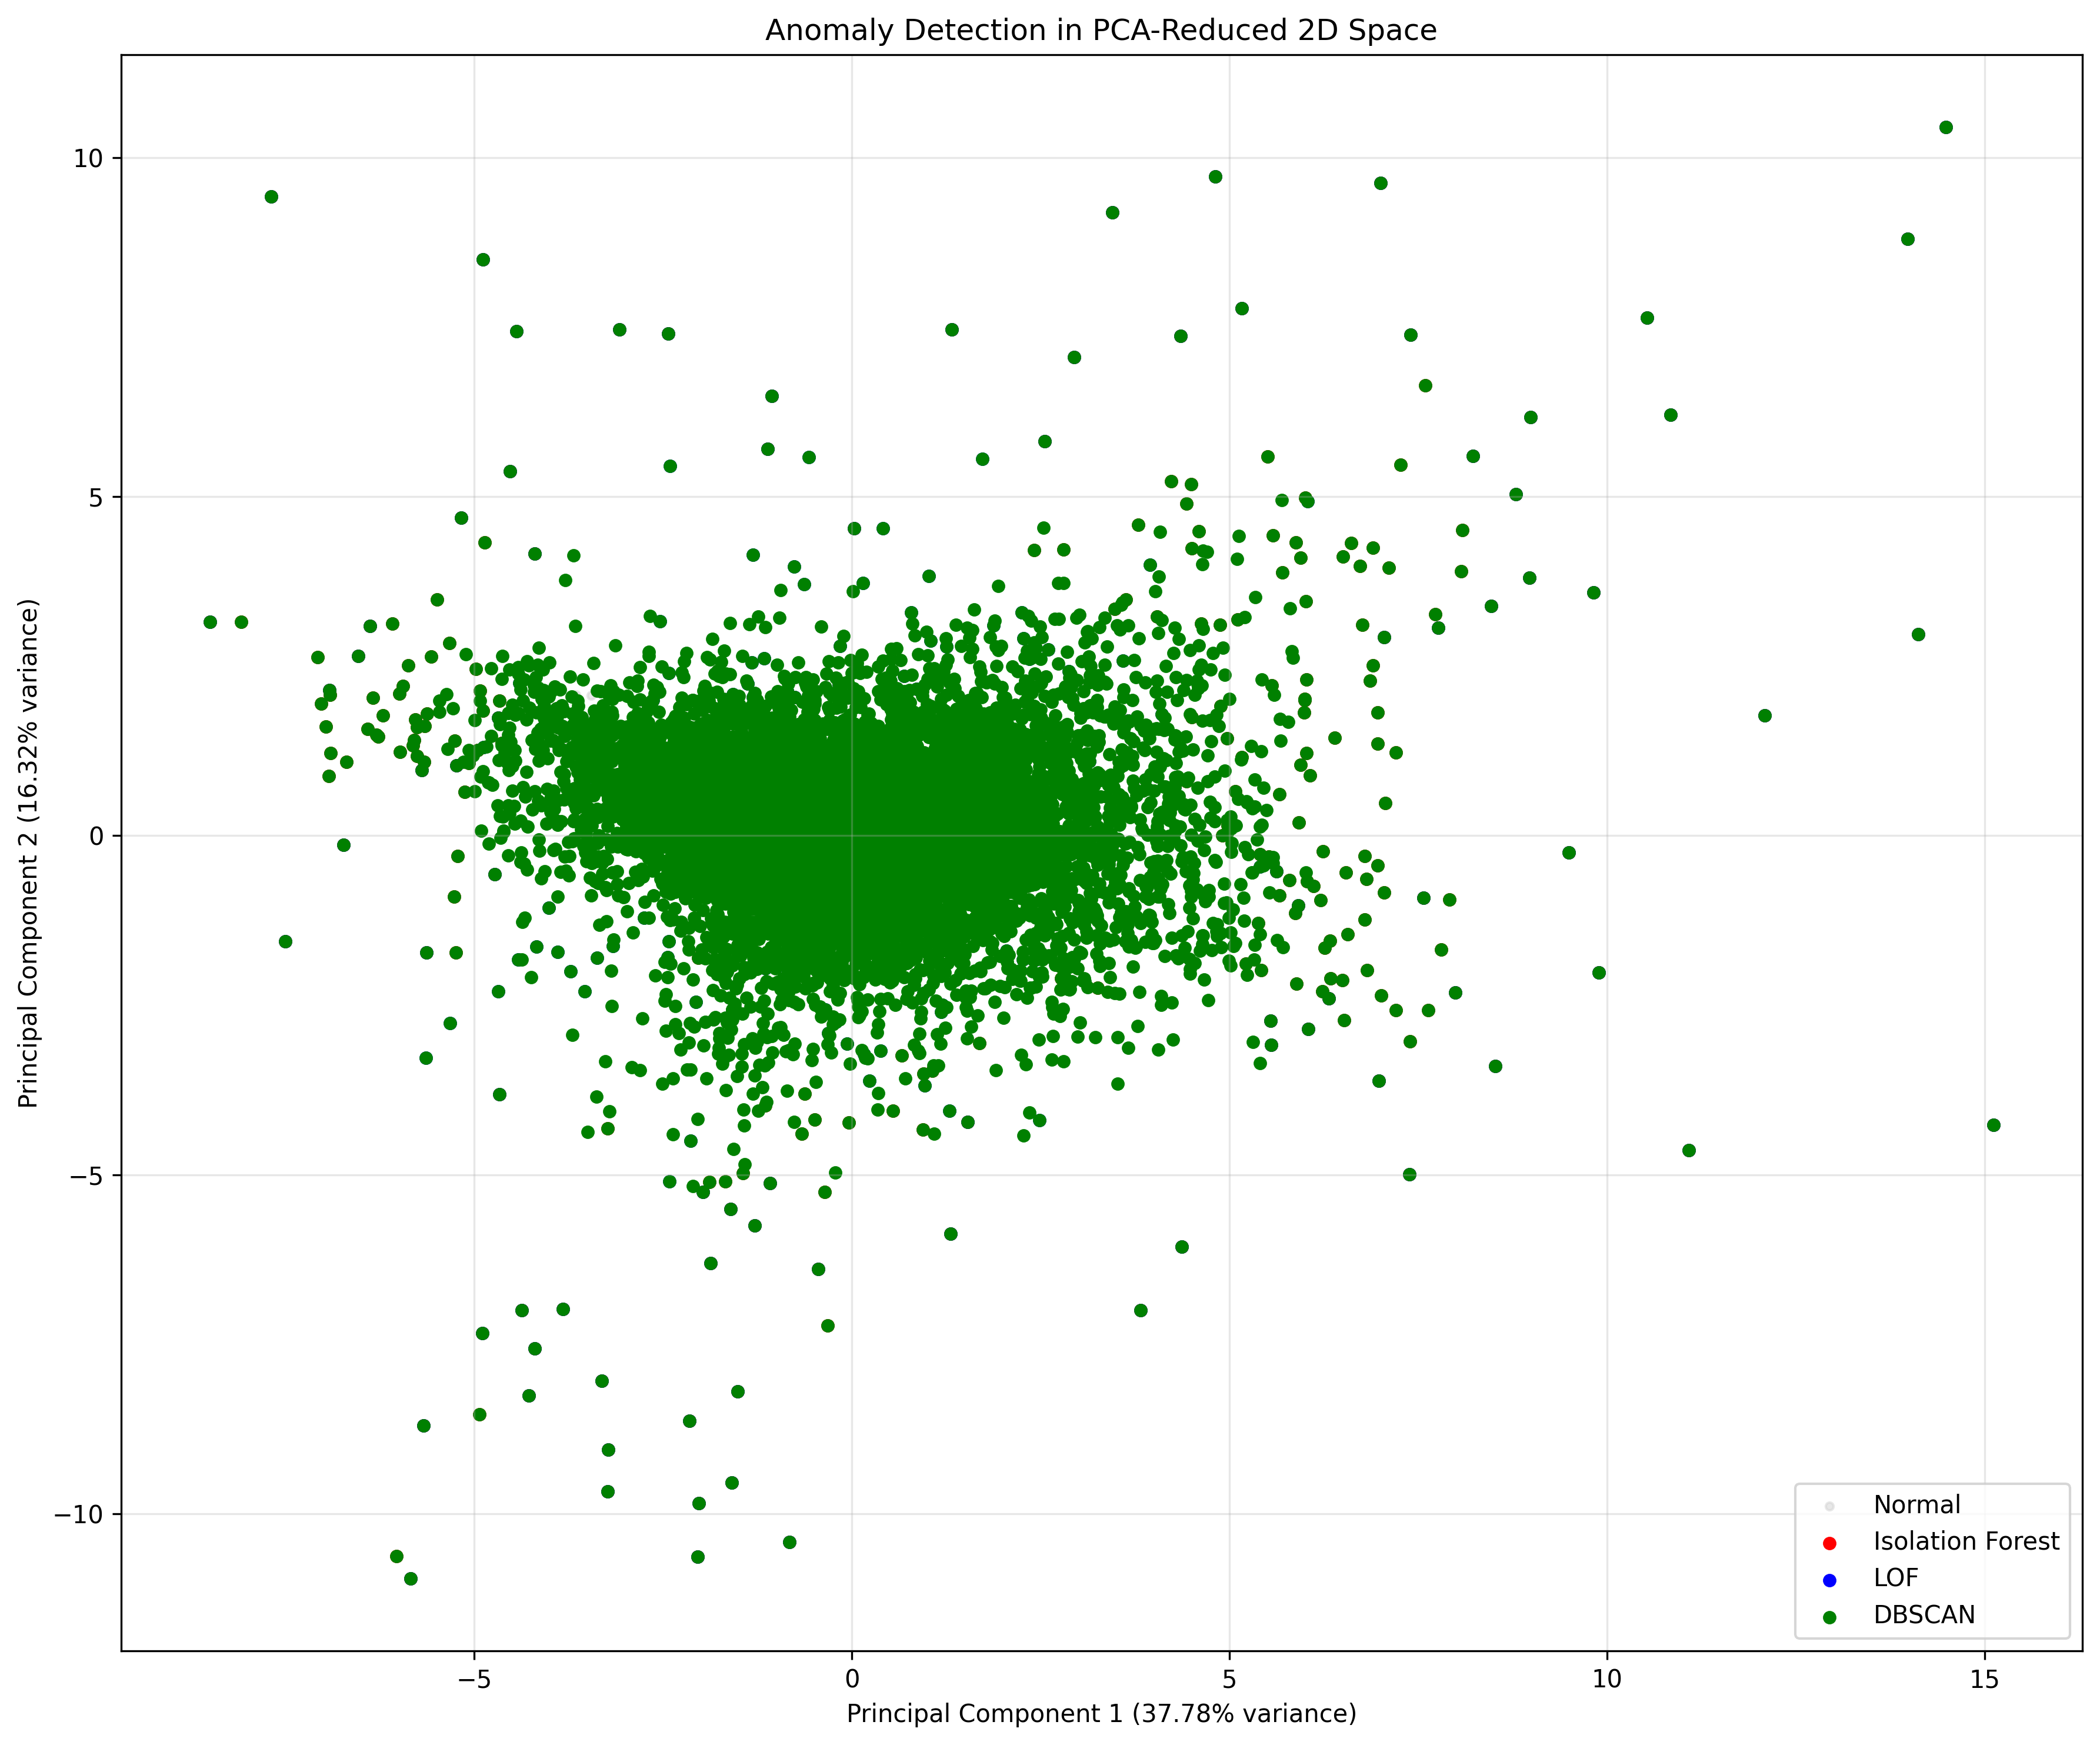 Anomaly Detection in PCA-Reduced 2D Space
Principal Component 2 (16.32% variance)
10
5
0
−5
−10
−5
0
5
10
15
Principal Component 1 (37.78% variance)
Normal
Isolation Forest
LOF
DBSCAN